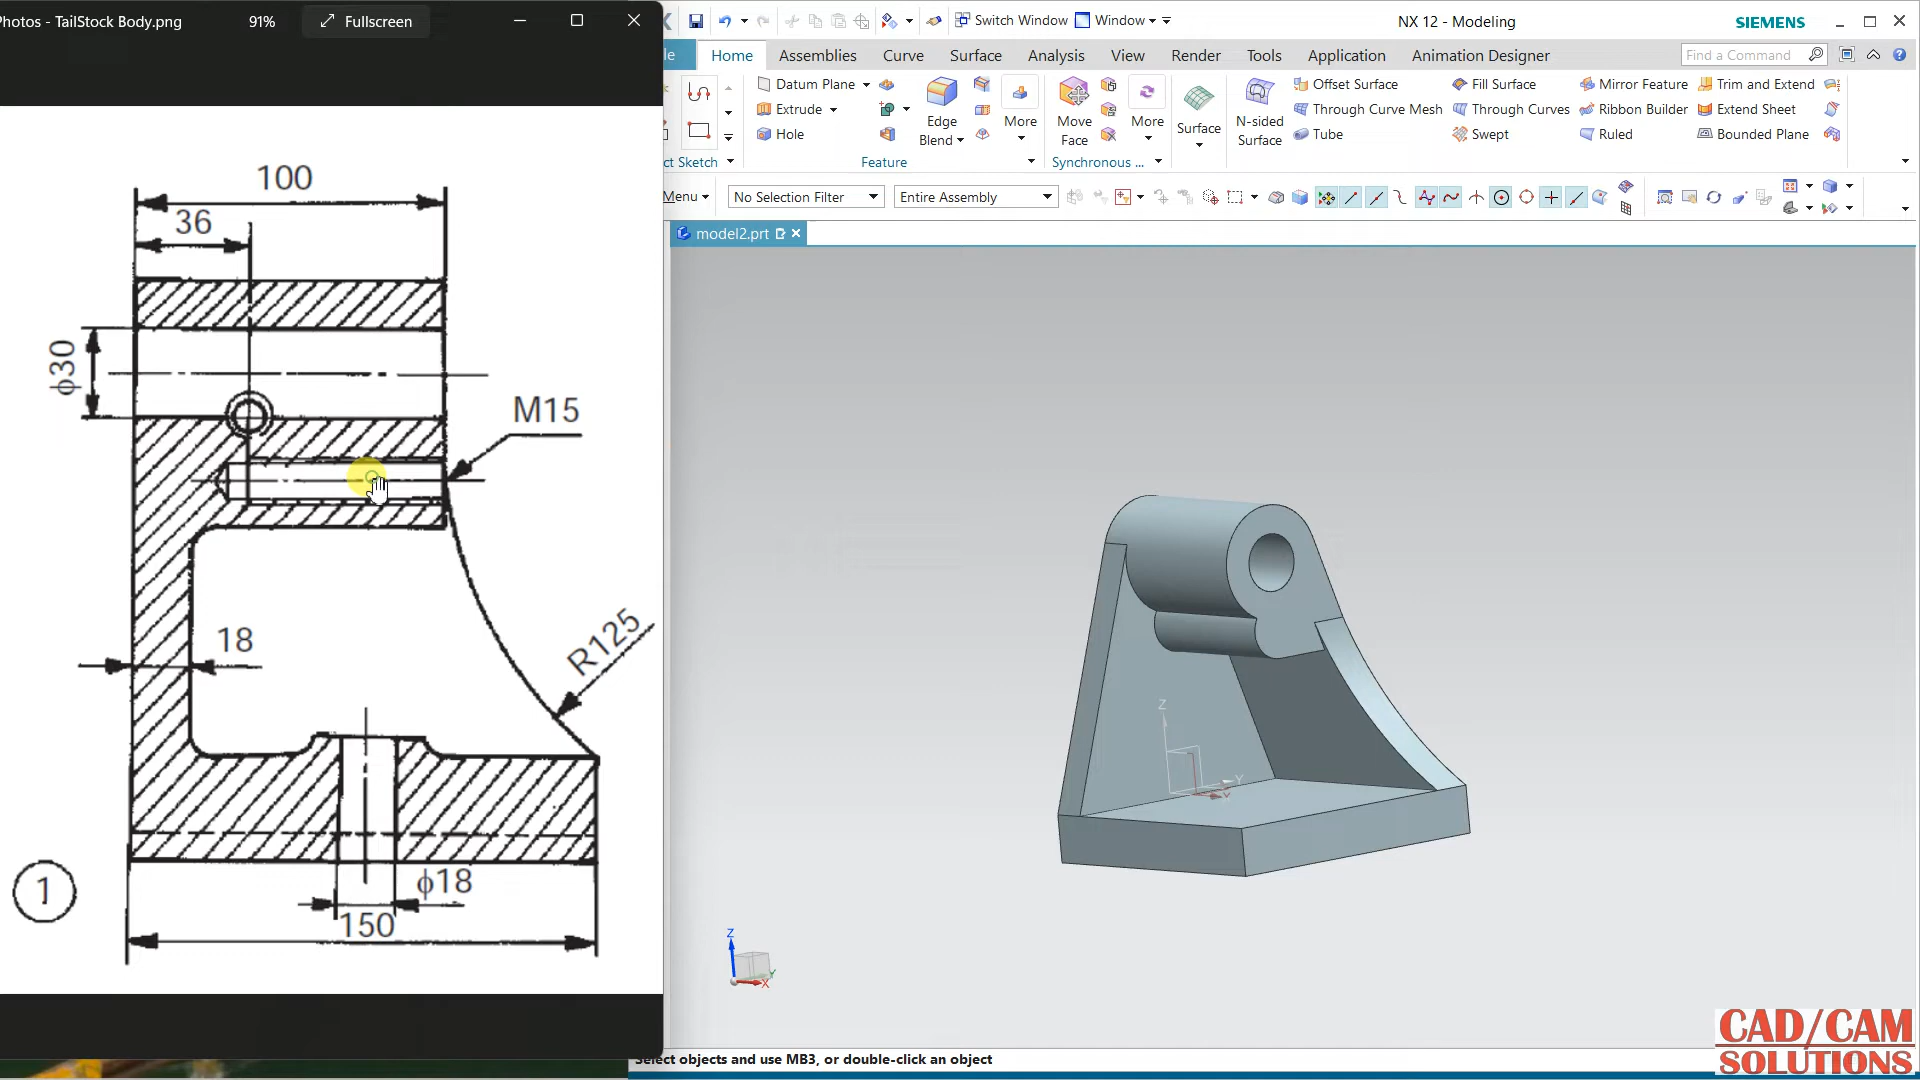 Photos - TailStock Body.png
91%
Fullscreen
100
36
ϕ30
M15
18
R125
ϕ18
150
1
Switch Window
Window
NX 12 - Modeling
SIEMENS
Home
Assemblies
Curve
Surface
Analysis
View
Render
Tools
Application
Animation Designer
Find a Command
Datum Plane
Extrude
Hole
Edge
Blend
More
Move
Face
More
Surface
N-sided
Surface
Offset Surface
Through Curve Mesh
Tube
Fill Surface
Through Curves
Swept
Mirror Feature
Ribbon Builder
Ruled
Trim and Extend
Extend Sheet
Bounded Plane
ct Sketch
Feature
Synchronous ...
Menu
No Selection Filter
Entire Assembly
model2.prt
Z
Y
X
Z
Y
X
Select objects and use MB3, or double-click an object
CAD/CAM
SOLUTIONS